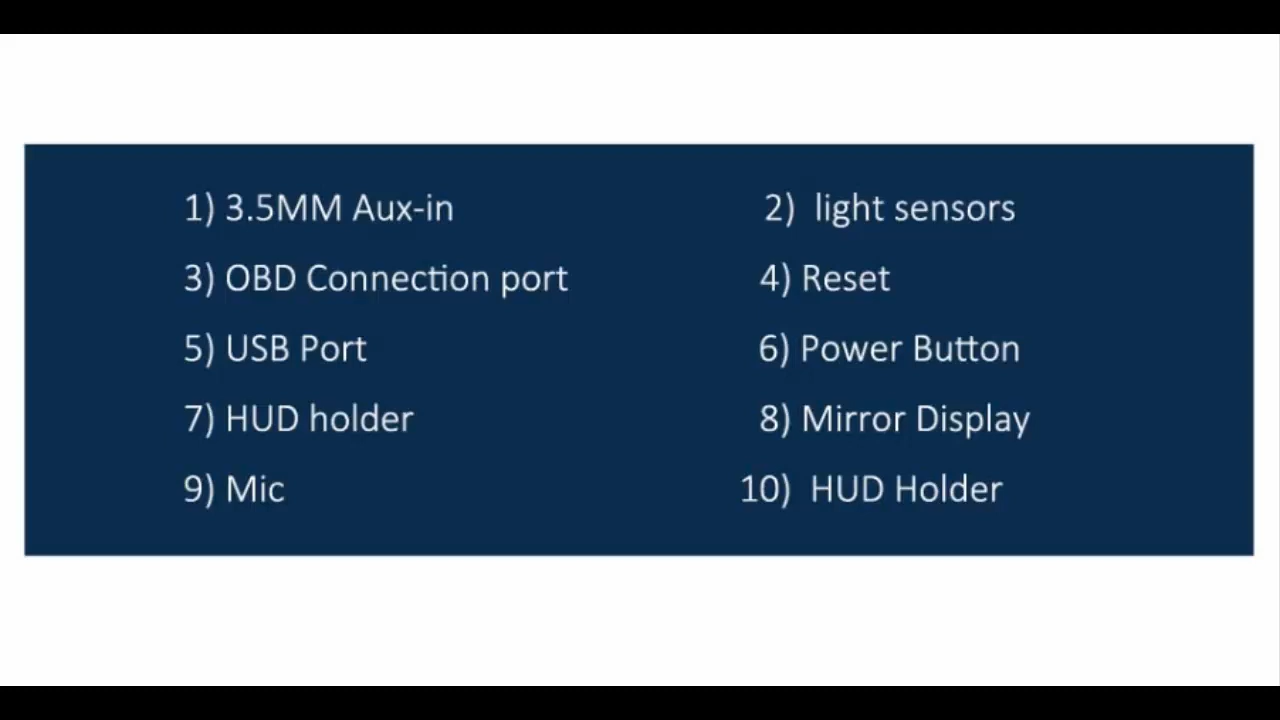 1) 3.5MM Aux-in 2) light sensors
3) OBD Connection port 4) Reset
5) USB Port 6) Power Button
7) HUD holder 8) Mirror Display
9) Mic 10) HUD Holder